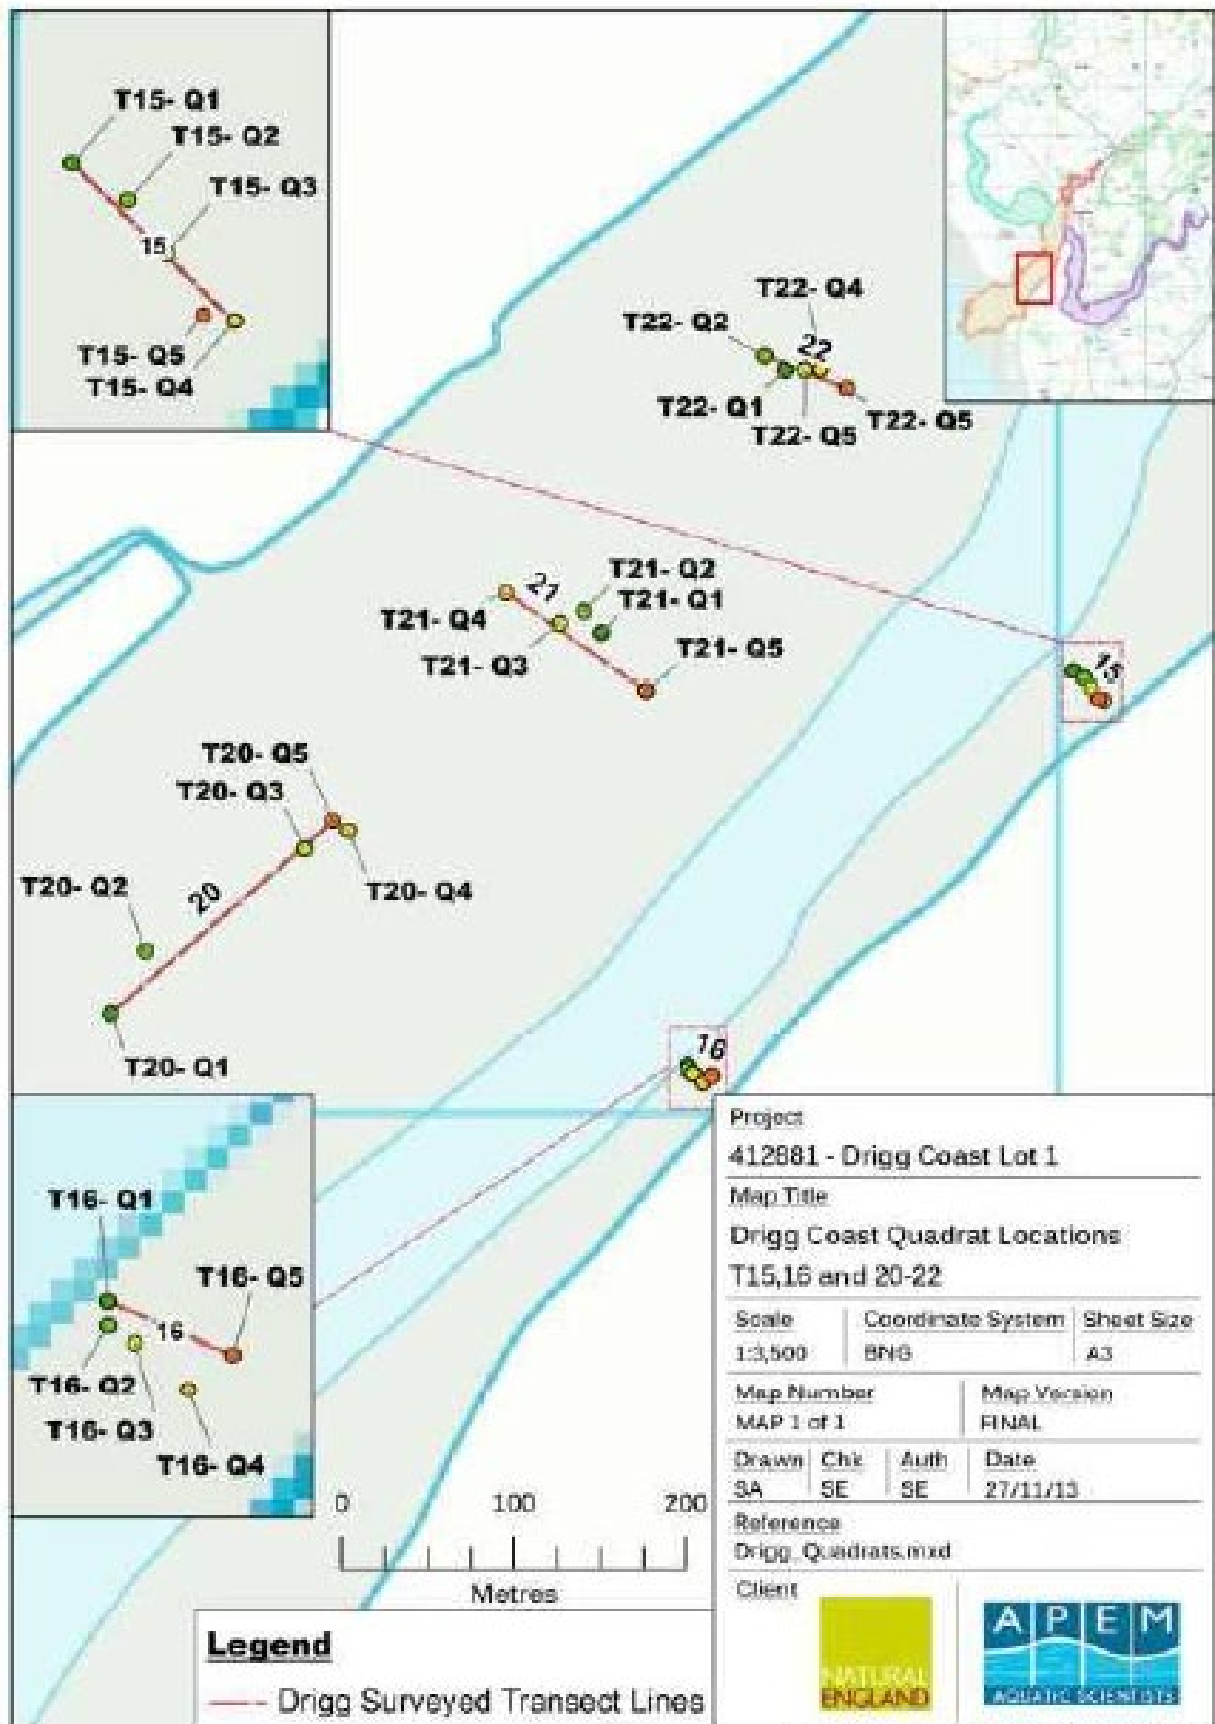 T15- Q1
T15- Q2
T15- Q3
15
T15- Q5
T15- Q4
T22- Q4
T22- Q2
22
T22- Q1
T22- Q5
T22- Q5
T21- Q2
21
T21- Q1
T21- Q4
T21- Q5
T21- Q3
15
T20- Q5
T20- Q3
T20- Q2
20
T20- Q4
T20- Q1
16
T16- Q1
T16- Q5
16
T16- Q2
T16- Q3
T16- Q4
0 100 200
Metres
Legend
Drigg Surveyed Transect Lines
Project
412881 - Drigg Coast Lot 1
Map Title
Drigg Coast Quadrat Locations
T15,16 and 20-22
Scale Coordinate System Sheet Size
1:3,500 BNG A3
Map Number Map Version
MAP 1 of 1 FINAL
Drawn Chk Auth Date
SA SE SE 27/11/13
Reference
Drigg_Quadrats.mxd
Client
NATURAL
ENGLAND
APEM
AQUATIC SCIENTISTS